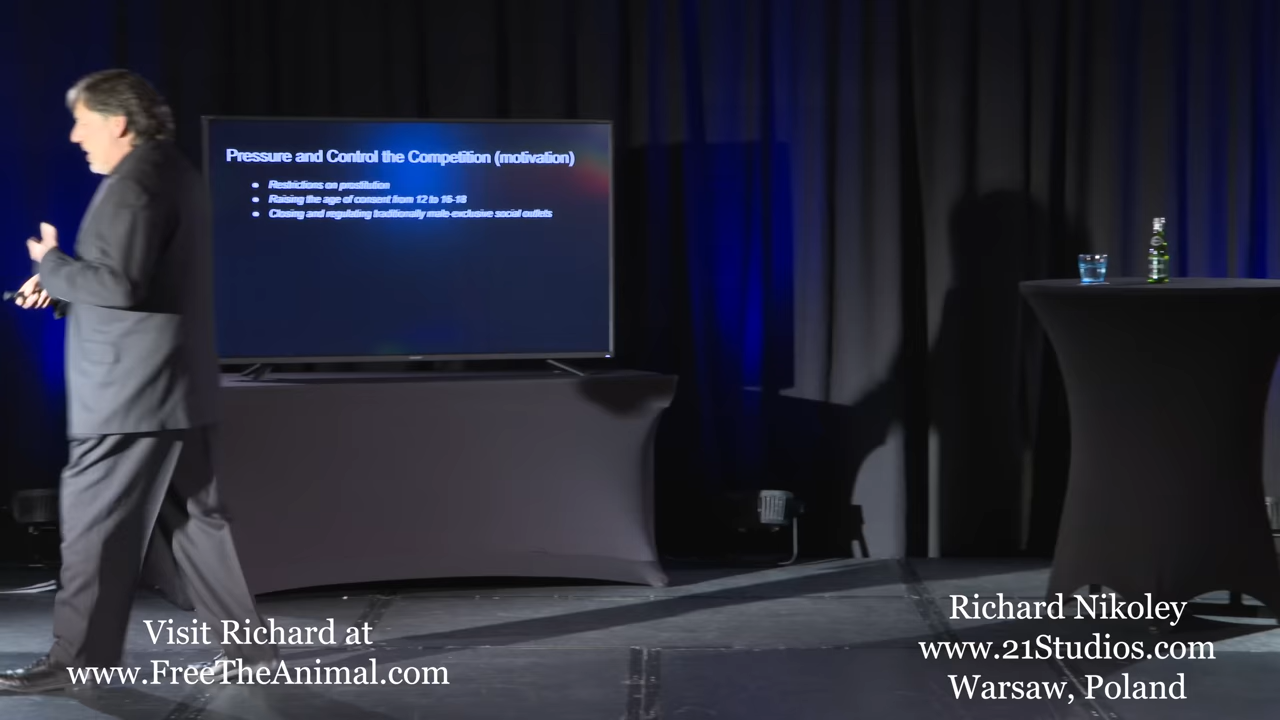 Pressure and Control the Competition (motivation)
• Restrictions on prostitution
• Raising the age of consent from 12 to 16-18
• Closing and regulating traditionally male-exclusive social outlets
Visit Richard at
www.FreeTheAnimal.com
Richard Nikoley
www.21Studios.com
Warsaw, Poland